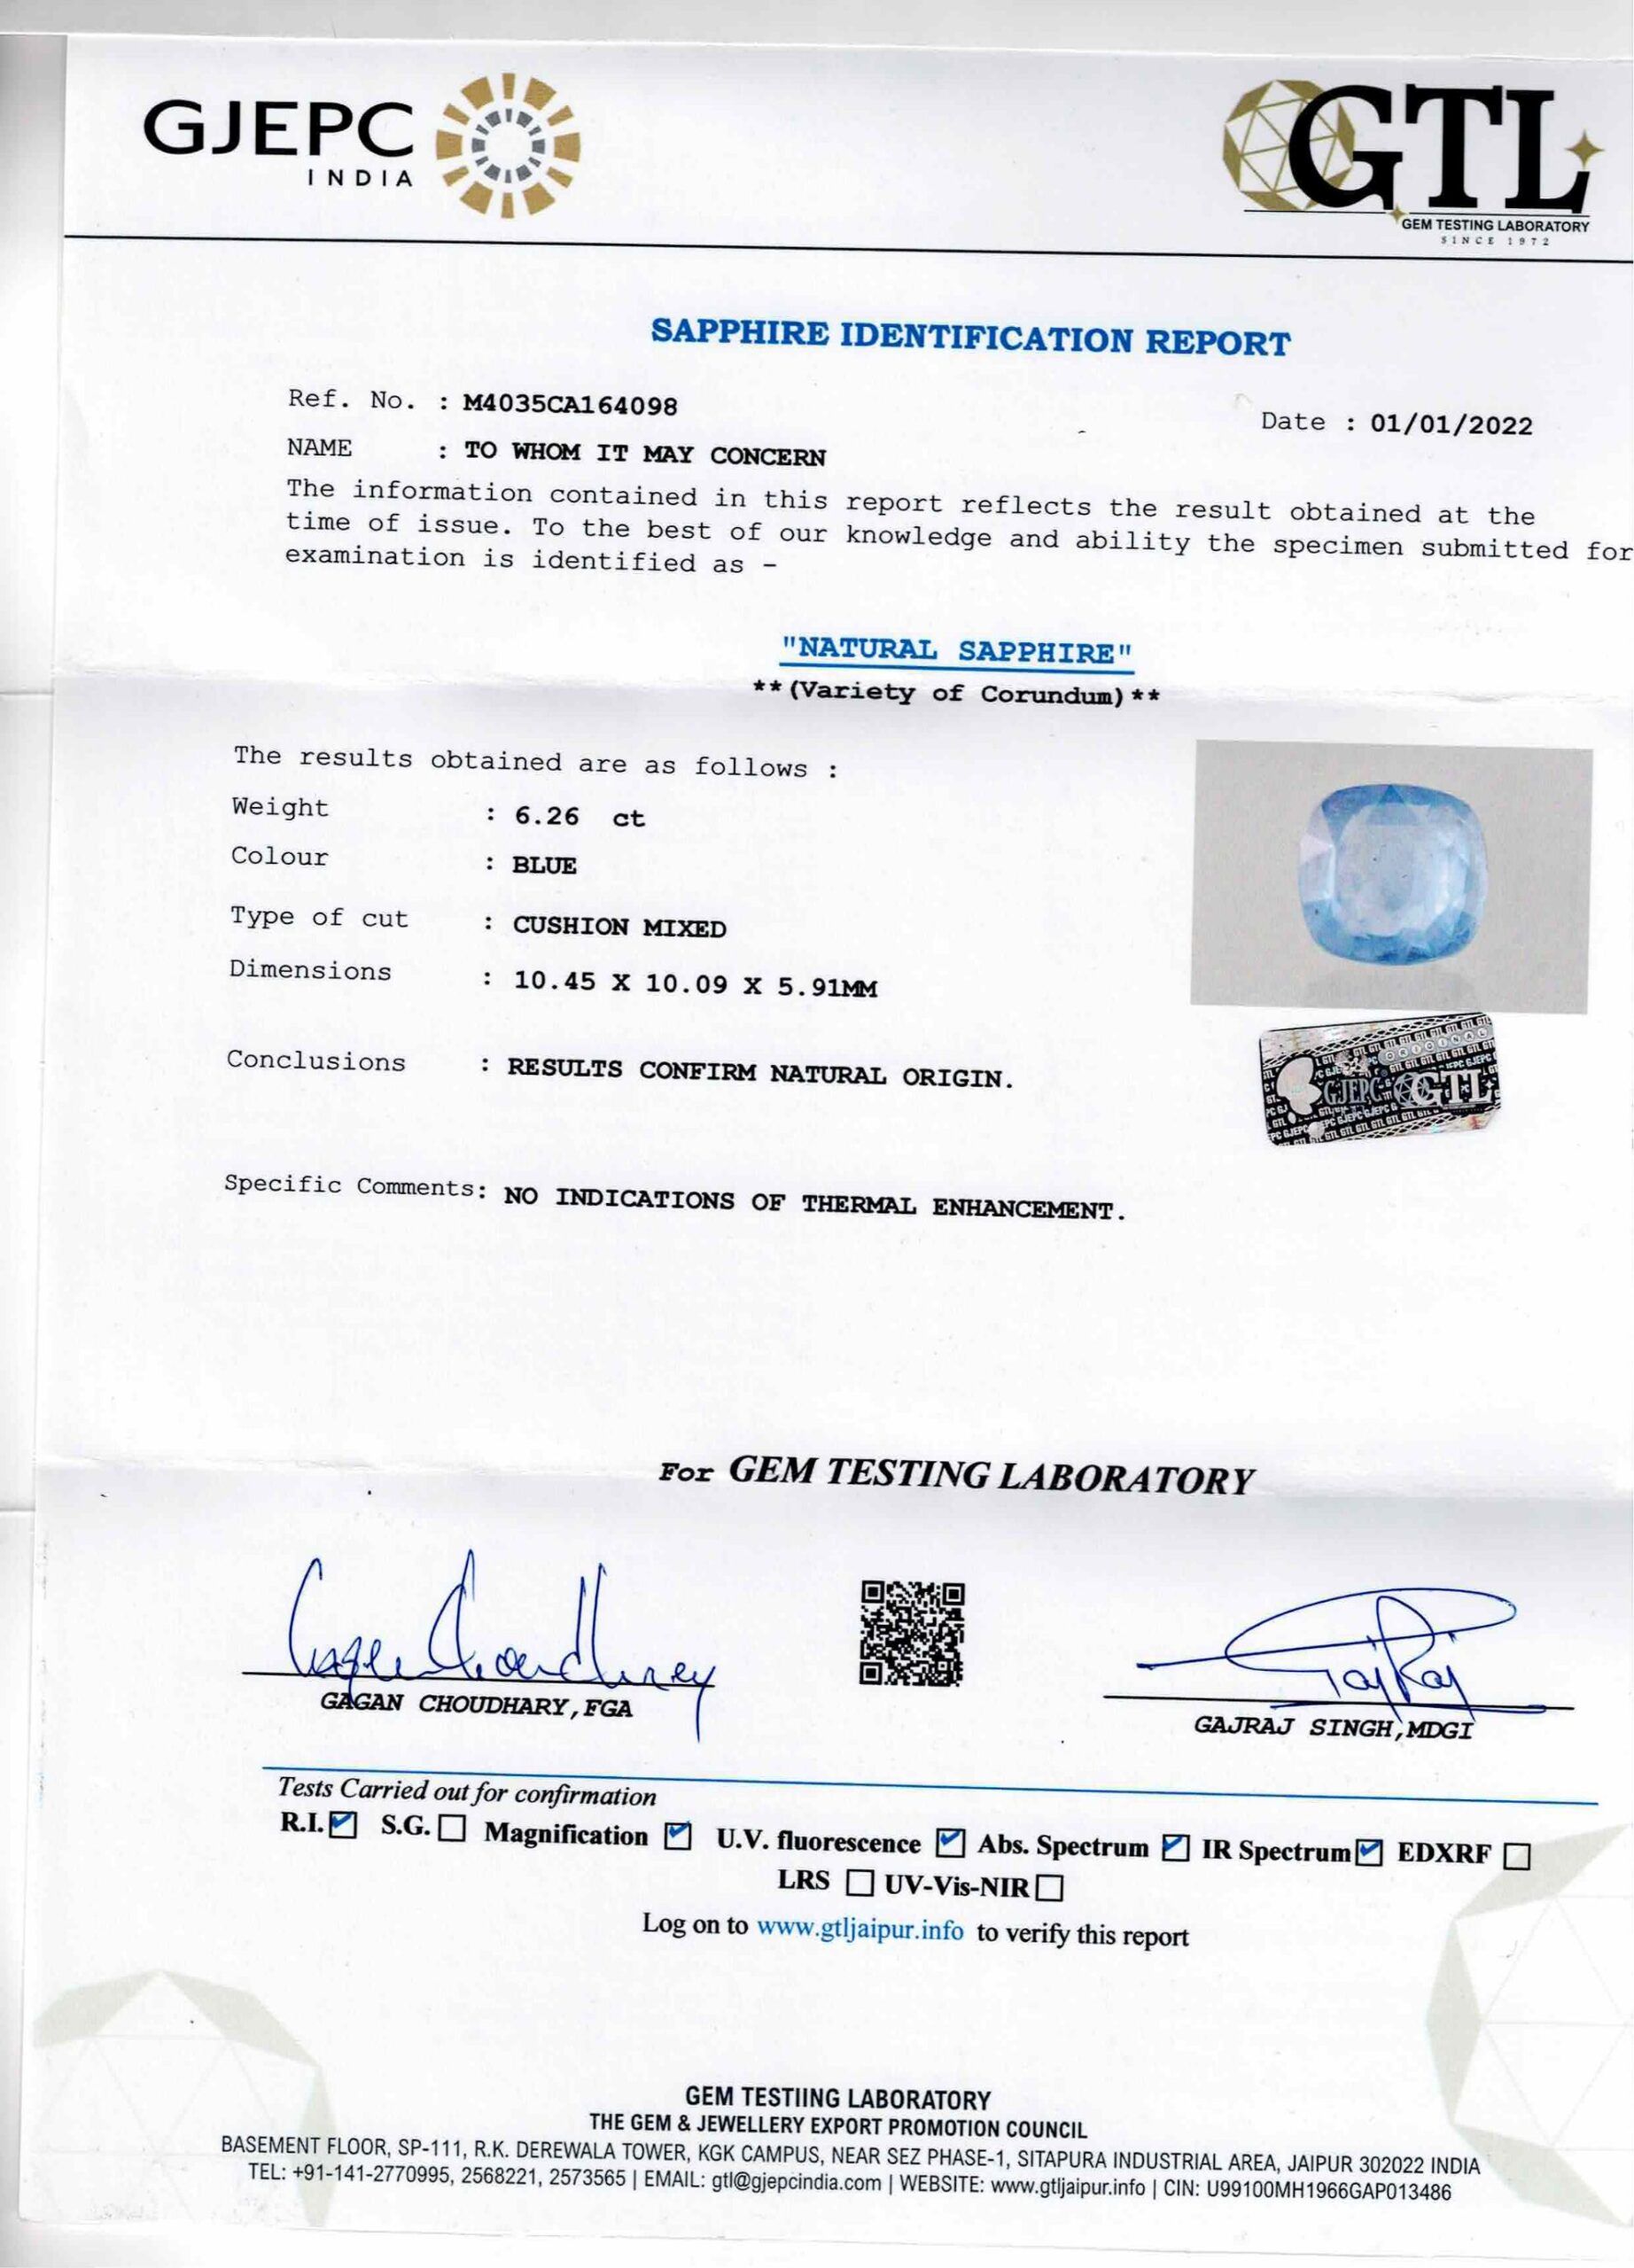 GJEPC
INDIA
GTL
GEM TESTING LABORATORY
SINCE 1972
SAPPHIRE IDENTIFICATION REPORT
Ref. No. : M4035CA164098
Date : 01/01/2022
NAME : TO WHOM IT MAY CONCERN
The information contained in this report reflects the result obtained at the
time of issue. To the best of our knowledge and ability the specimen submitted for
examination is identified as -
"NATURAL SAPPHIRE"
**(Variety of Corundum)**
The results obtained are as follows :
Weight : 6.26 ct
Colour : BLUE
Type of cut : CUSHION MIXED
Dimensions : 10.45 X 10.09 X 5.91MM
ORIGINAL
GJEPC GTL
Conclusions : RESULTS CONFIRM NATURAL ORIGIN.
Specific Comments: NO INDICATIONS OF THERMAL ENHANCEMENT.
For GEM TESTING LABORATORY
Gagan Choudhary
GajRaj
GAGAN CHOUDHARY, FGA
GAJRAJ SINGH, MDGI
Tests Carried out for confirmation
R.I. S.G. Magnification U.V. fluorescence Abs. Spectrum IR Spectrum EDXRF
LRS UV-Vis-NIR
Log on to www.gtljaipur.info to verify this report
GEM TESTIING LABORATORY
THE GEM & JEWELLERY EXPORT PROMOTION COUNCIL
BASEMENT FLOOR, SP-111, R.K. DEREWALA TOWER, KGK CAMPUS, NEAR SEZ PHASE-1, SITAPURA INDUSTRIAL AREA, JAIPUR 302022 INDIA
TEL: +91-141-2770995, 2568221, 2573565 | EMAIL: gtl@gjepcindia.com | WEBSITE: www.gtljaipur.info | CIN: U99100MH1966GAP013486